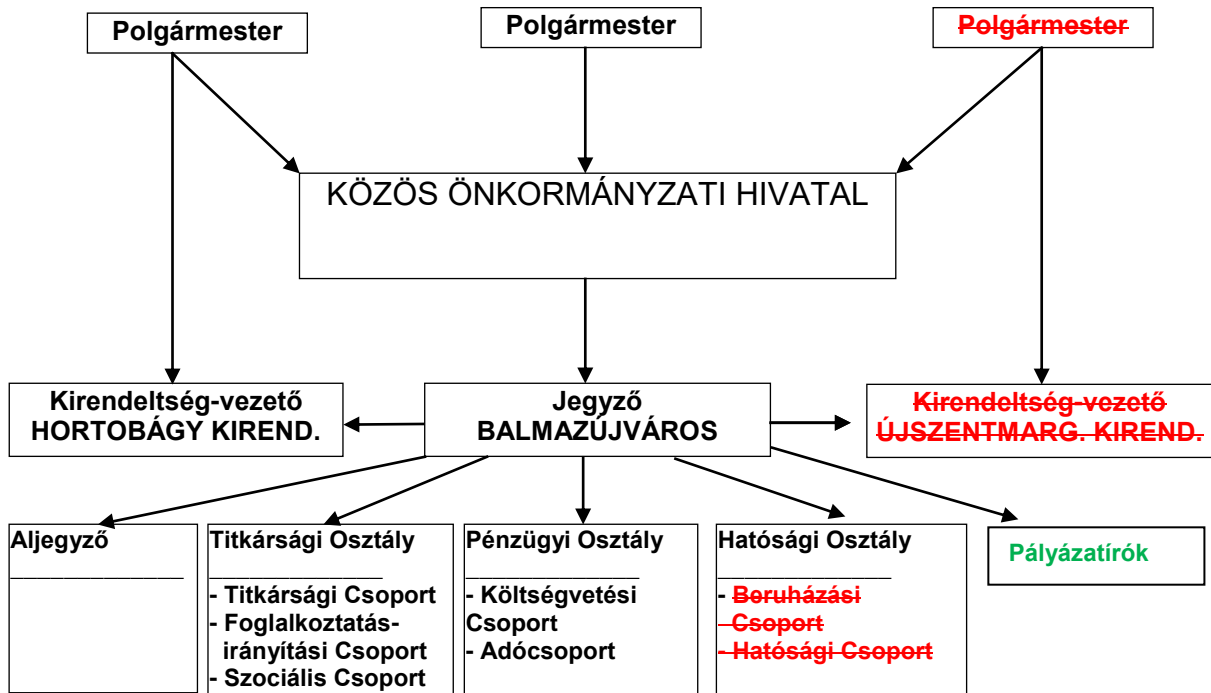 Polgármester
Polgármester
Polgármester
KÖZÖS ÖNKORMÁNYZATI HIVATAL
Kirendeltség-vezető
HORTOBÁGY KIREND.
Jegyző
BALMAZÚJVÁROS
Kirendeltség-vezető
ÚJSZENTMARG. KIREND.
Aljegyző
Titkársági Osztály
- Titkársági Csoport
- Foglalkoztatás-
irányítási Csoport
- Szociális Csoport
Pénzügyi Osztály
- Költségvetési
Csoport
- Adócsoport
Hatósági Osztály
- Beruházási
Csoport
- Hatósági Csoport
Pályázatírók